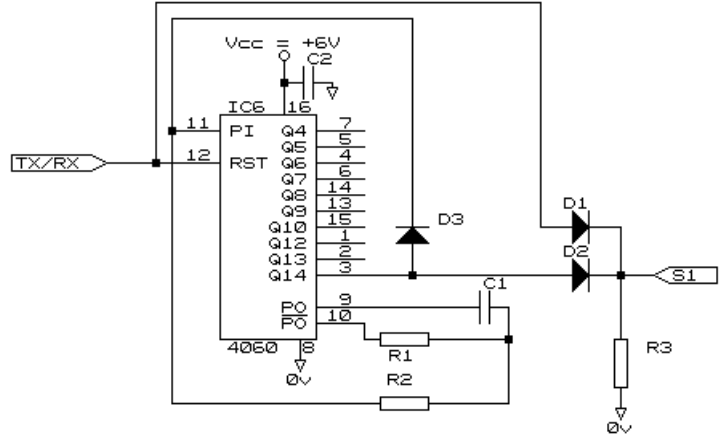 Vcc = +6V
C2
IC6 16
11 PI Q4 7
Q5 5
TX/RX 12 RST Q6 4
Q7 6
Q8 14
Q9 13
Q10 15
Q12 1
Q13 2
Q14 3
D3
D1
D2
S1
C1
PO 9
PO 10
4060 8
0v
R1
R2
R3
0v